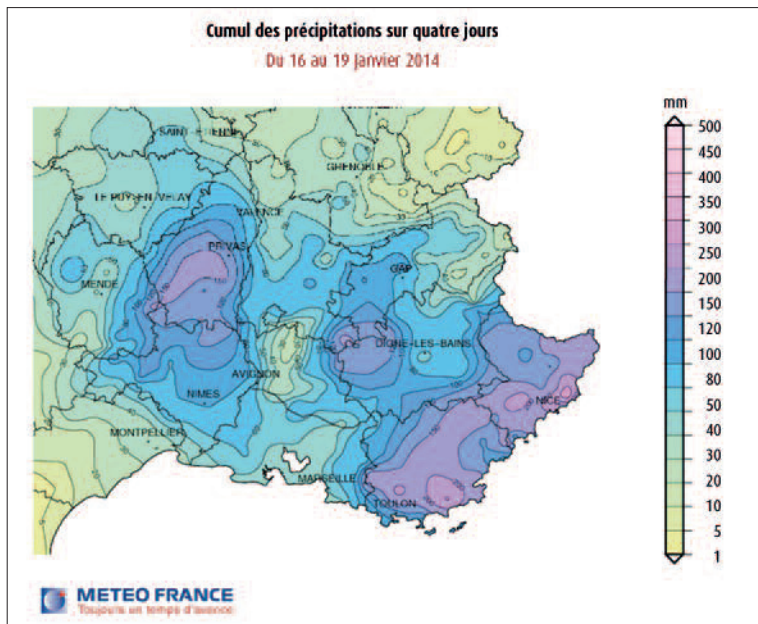 Cumul des précipitations sur quatre jours
Du 16 au 19 Janvier 2014
mm
500
450
400
350
300
250
200
150
120
100
80
50
40
30
20
10
5
1
SAINT-ETIENNE
GRENOBLE
LE PUY-EN-VELAY
VALENCE
PRIVAS
GAP
MENDE
DIGNE-LES-BAINS
AVIGNON
NIMES
NICE
MONTPELLIER
MARSEILLE
TOULON
METEO FRANCE
Toujours un temps d'avance